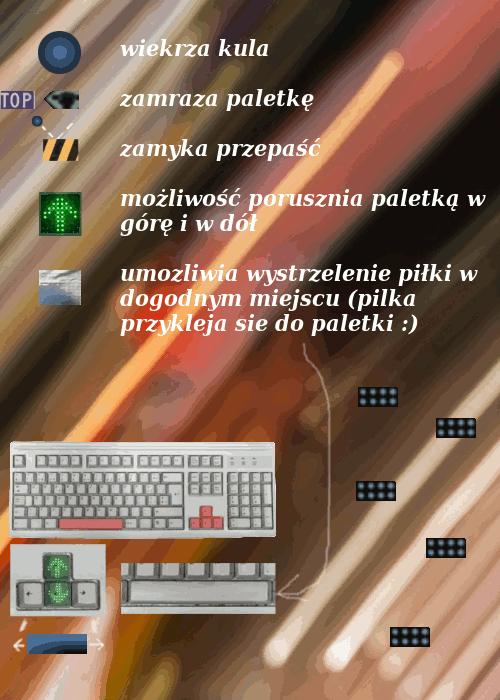 wiekrza kula
TOP
zamraza paletkę
zamyka przepaść
możliwość porusznia paletką w
górę i w dół
umozliwia wystrzelenie piłki w
dogodnym miejscu (pilka
przykleja sie do paletki :)